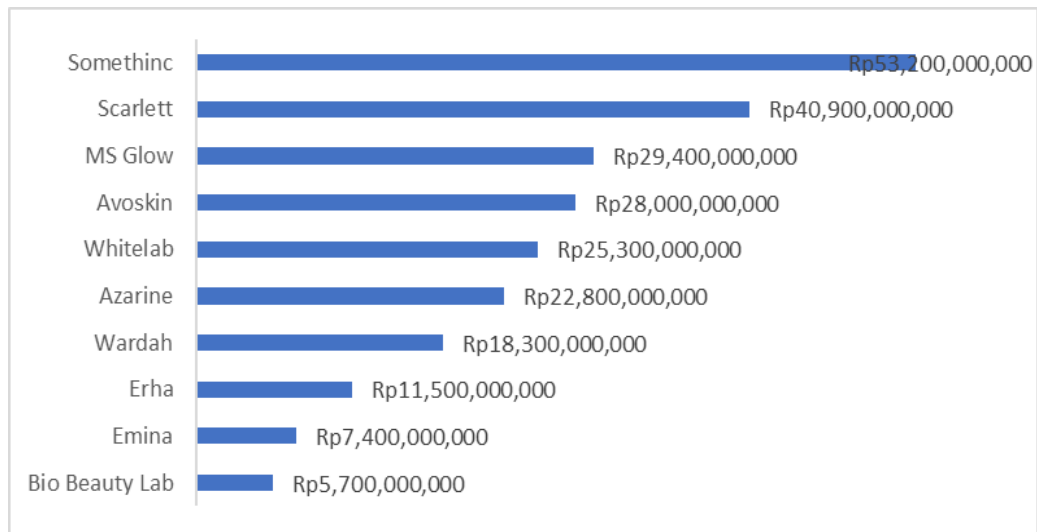 Somethinc Rp53,200,000,000
Scarlett Rp40,900,000,000
MS Glow Rp29,400,000,000
Avoskin Rp28,000,000,000
Whitelab Rp25,300,000,000
Azarine Rp22,800,000,000
Wardah Rp18,300,000,000
Erha Rp11,500,000,000
Emina Rp7,400,000,000
Bio Beauty Lab Rp5,700,000,000